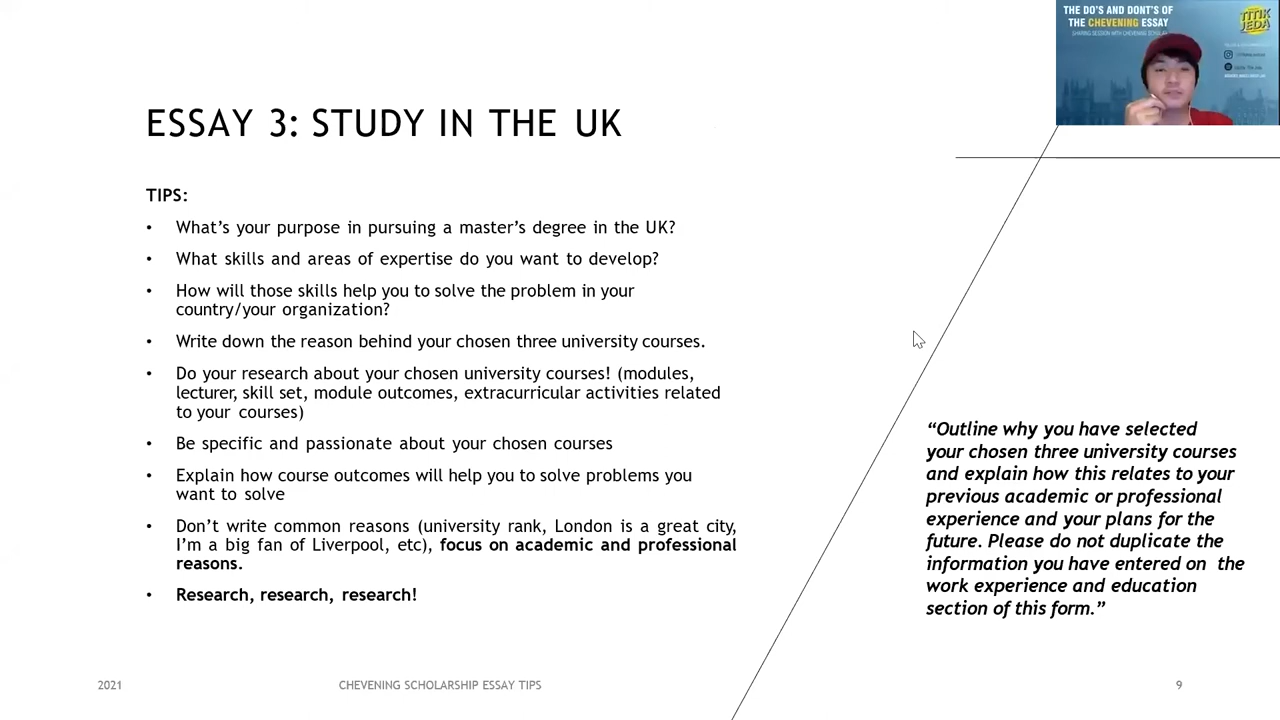 THE DO'S AND DONT'S OF
THE CHEVENING ESSAY
SHARING SESSION WITH CHEVENING SCHOLAR
TITIK
JEDA
ESSAY 3: STUDY IN THE UK
TIPS:
• What's your purpose in pursuing a master's degree in the UK?
• What skills and areas of expertise do you want to develop?
• How will those skills help you to solve the problem in your
country/your organization?
• Write down the reason behind your chosen three university courses.
• Do your research about your chosen university courses! (modules,
lecturer, skill set, module outcomes, extracurricular activities related
to your courses)
• Be specific and passionate about your chosen courses
• Explain how course outcomes will help you to solve problems you
want to solve
• Don't write common reasons (university rank, London is a great city,
I'm a big fan of Liverpool, etc), focus on academic and professional
reasons.
• Research, research, research!
“Outline why you have selected
your chosen three university courses
and explain how this relates to your
previous academic or professional
experience and your plans for the
future. Please do not duplicate the
information you have entered on the
work experience and education
section of this form.”
2021
CHEVENING SCHOLARSHIP ESSAY TIPS
9